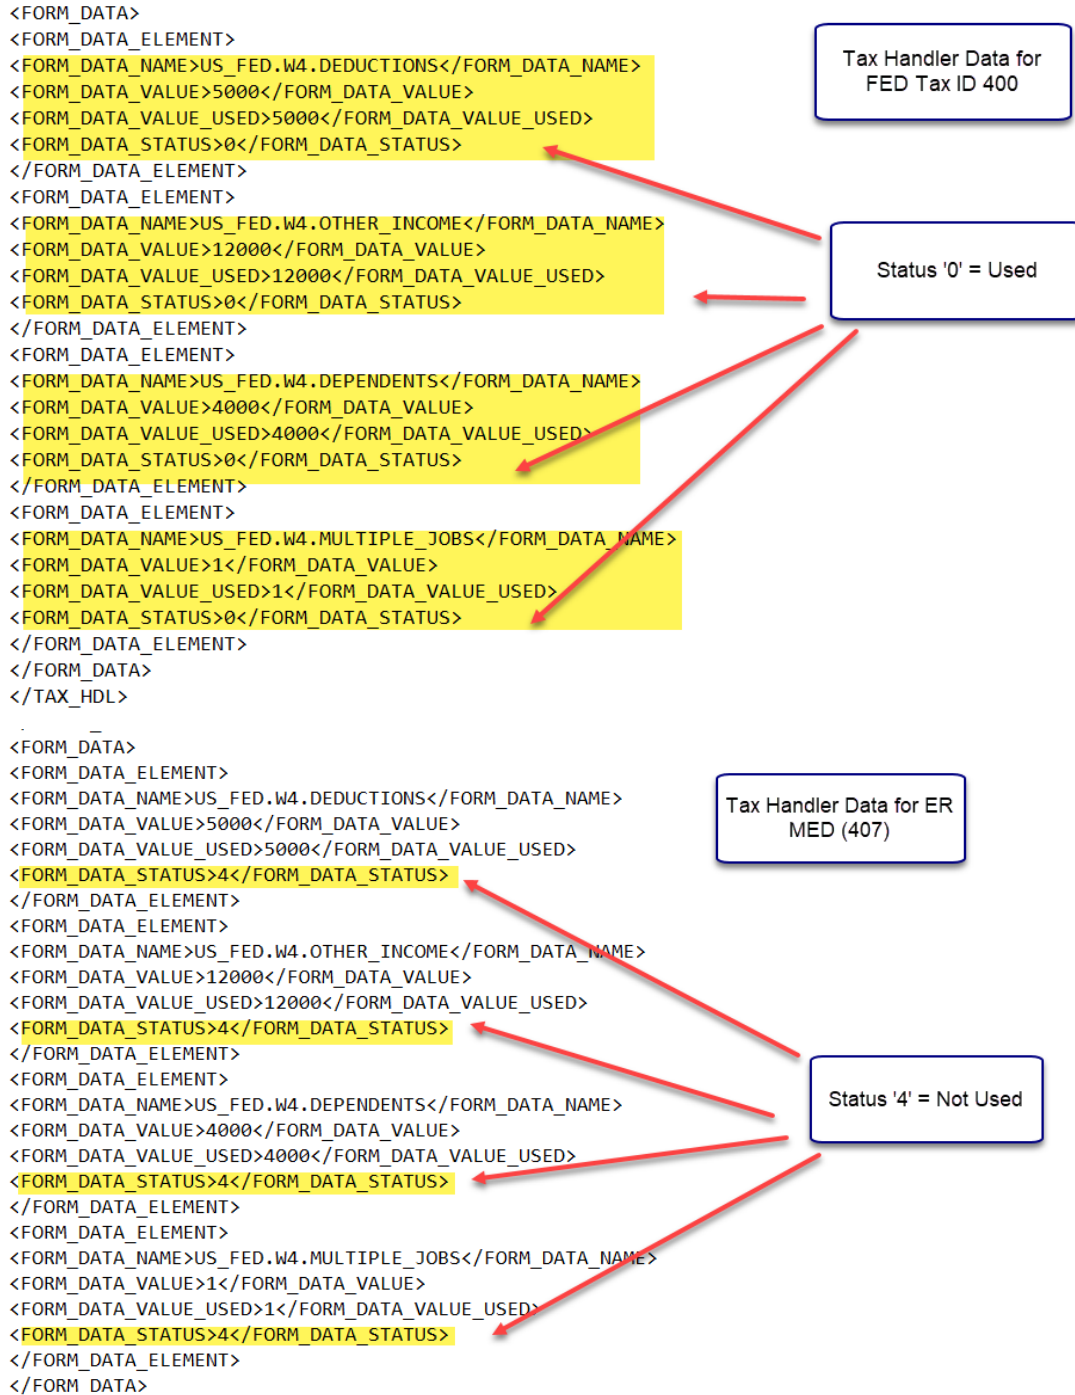 <FORM_DATA>
<FORM_DATA_ELEMENT>
<FORM_DATA_NAME>US_FED.W4.DEDUCTIONS</FORM_DATA_NAME>
<FORM_DATA_VALUE>5000</FORM_DATA_VALUE>
<FORM_DATA_VALUE_USED>5000</FORM_DATA_VALUE_USED>
<FORM_DATA_STATUS>0</FORM_DATA_STATUS>
</FORM_DATA_ELEMENT>
<FORM_DATA_ELEMENT>
<FORM_DATA_NAME>US_FED.W4.OTHER_INCOME</FORM_DATA_NAME>
<FORM_DATA_VALUE>12000</FORM_DATA_VALUE>
<FORM_DATA_VALUE_USED>12000</FORM_DATA_VALUE_USED>
<FORM_DATA_STATUS>0</FORM_DATA_STATUS>
</FORM_DATA_ELEMENT>
<FORM_DATA_ELEMENT>
<FORM_DATA_NAME>US_FED.W4.DEPENDENTS</FORM_DATA_NAME>
<FORM_DATA_VALUE>4000</FORM_DATA_VALUE>
<FORM_DATA_VALUE_USED>4000</FORM_DATA_VALUE_USED>
<FORM_DATA_STATUS>0</FORM_DATA_STATUS>
</FORM_DATA_ELEMENT>
<FORM_DATA_ELEMENT>
<FORM_DATA_NAME>US_FED.W4.MULTIPLE_JOBS</FORM_DATA_NAME>
<FORM_DATA_VALUE>1</FORM_DATA_VALUE>
<FORM_DATA_VALUE_USED>1</FORM_DATA_VALUE_USED>
<FORM_DATA_STATUS>0</FORM_DATA_STATUS>
</FORM_DATA_ELEMENT>
</FORM_DATA>
</TAX_HDL>
Tax Handler Data for
FED Tax ID 400
Status '0' = Used
<FORM_DATA>
<FORM_DATA_ELEMENT>
<FORM_DATA_NAME>US_FED.W4.DEDUCTIONS</FORM_DATA_NAME>
<FORM_DATA_VALUE>5000</FORM_DATA_VALUE>
<FORM_DATA_VALUE_USED>5000</FORM_DATA_VALUE_USED>
<FORM_DATA_STATUS>4</FORM_DATA_STATUS>
</FORM_DATA_ELEMENT>
<FORM_DATA_ELEMENT>
<FORM_DATA_NAME>US_FED.W4.OTHER_INCOME</FORM_DATA_NAME>
<FORM_DATA_VALUE>12000</FORM_DATA_VALUE>
<FORM_DATA_VALUE_USED>12000</FORM_DATA_VALUE_USED>
<FORM_DATA_STATUS>4</FORM_DATA_STATUS>
</FORM_DATA_ELEMENT>
<FORM_DATA_ELEMENT>
<FORM_DATA_NAME>US_FED.W4.DEPENDENTS</FORM_DATA_NAME>
<FORM_DATA_VALUE>4000</FORM_DATA_VALUE>
<FORM_DATA_VALUE_USED>4000</FORM_DATA_VALUE_USED>
<FORM_DATA_STATUS>4</FORM_DATA_STATUS>
</FORM_DATA_ELEMENT>
<FORM_DATA_ELEMENT>
<FORM_DATA_NAME>US_FED.W4.MULTIPLE_JOBS</FORM_DATA_NAME>
<FORM_DATA_VALUE>1</FORM_DATA_VALUE>
<FORM_DATA_VALUE_USED>1</FORM_DATA_VALUE_USED>
<FORM_DATA_STATUS>4</FORM_DATA_STATUS>
</FORM_DATA_ELEMENT>
</FORM_DATA>
Tax Handler Data for ER
MED (407)
Status '4' = Not Used